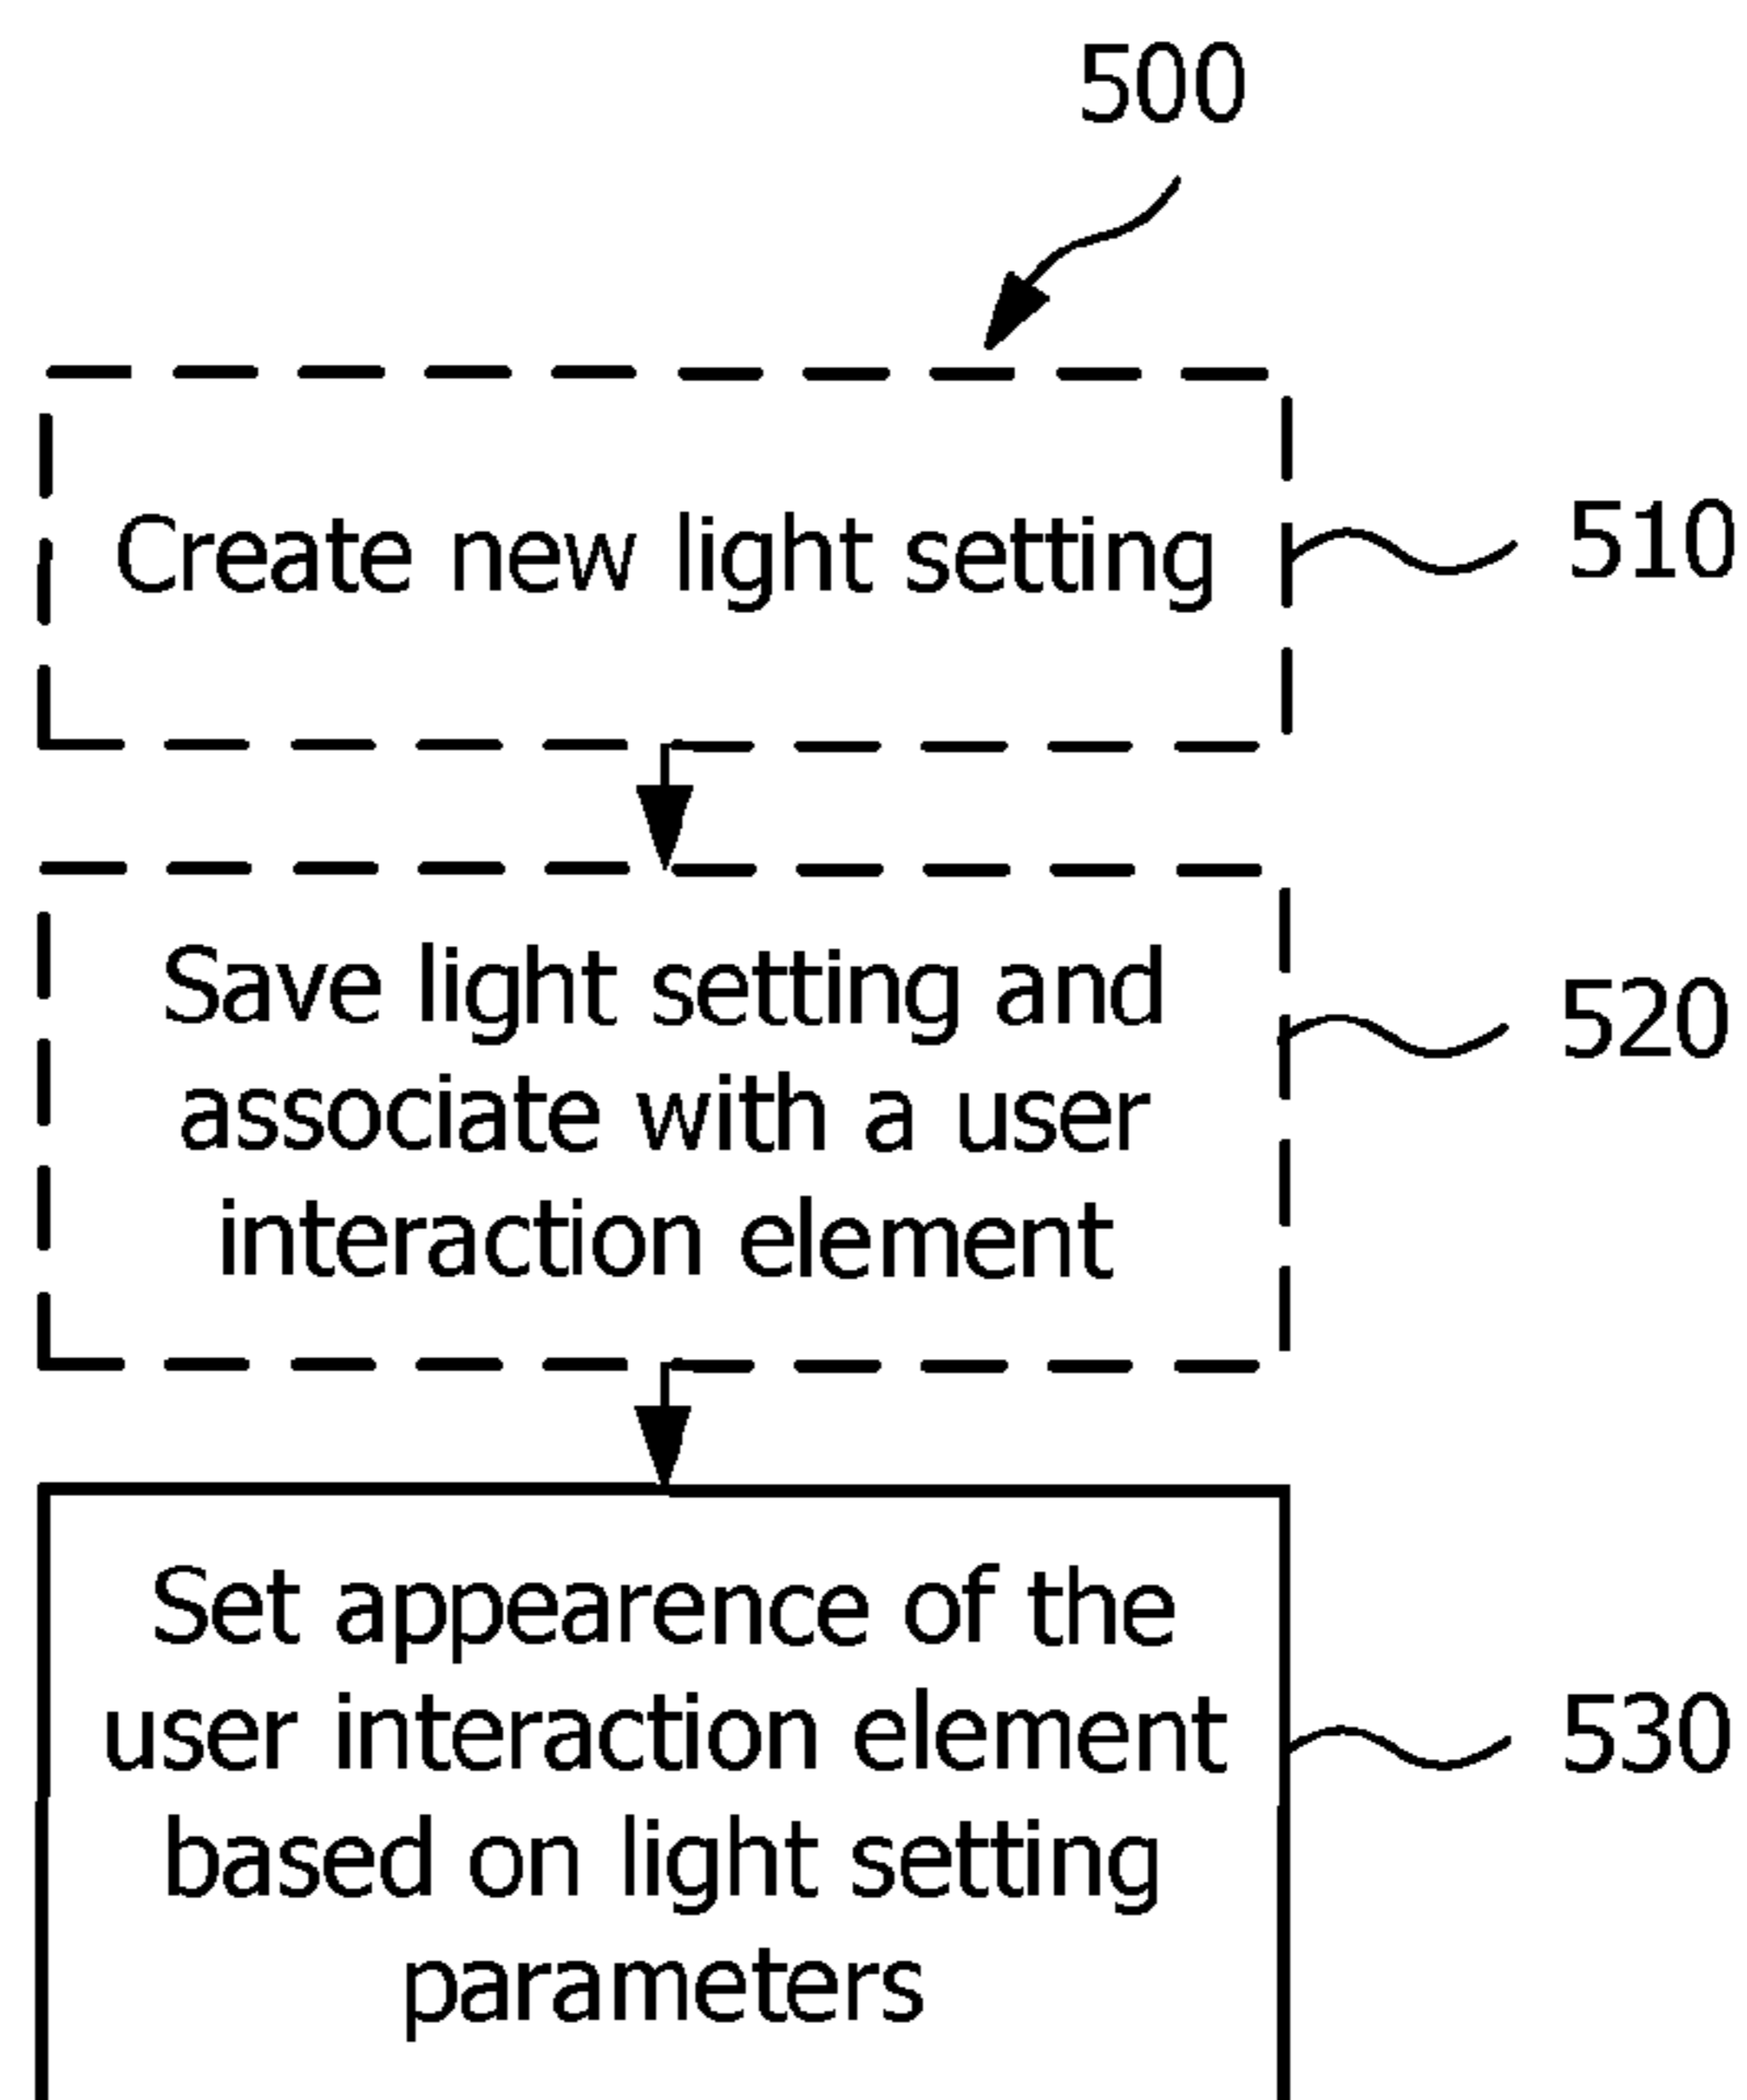 500
Create new light setting
510
Save light setting and
associate with a user
interaction element
520
Set appearence of the
user interaction element
based on light setting
parameters
530